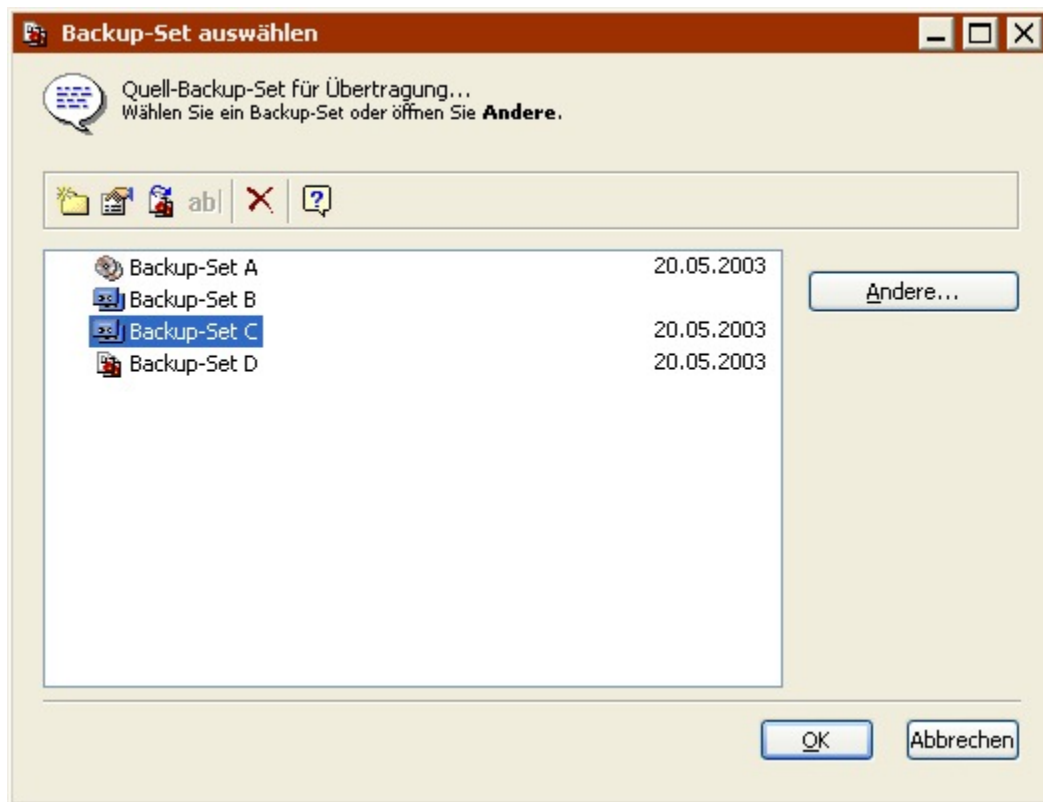 Backup-Set auswählen
Quell-Backup-Set für Übertragung...
Wählen Sie ein Backup-Set oder öffnen Sie Andere.
ab|
Backup-Set A 20.05.2003
Backup-Set B
Backup-Set C 20.05.2003
Backup-Set D 20.05.2003
Andere...
OK Abbrechen